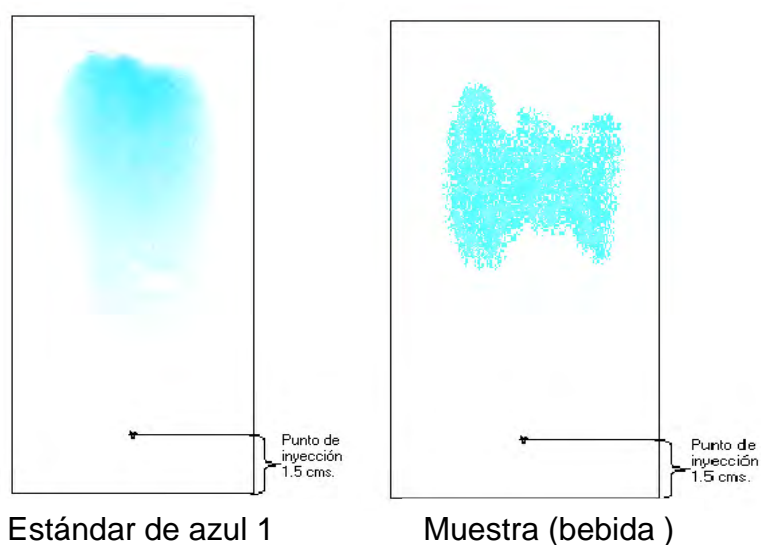 Punto de
inyección
1.5 cms.
Punto de
inyección
1.5 cms.
Estándar de azul 1
Muestra (bebida )